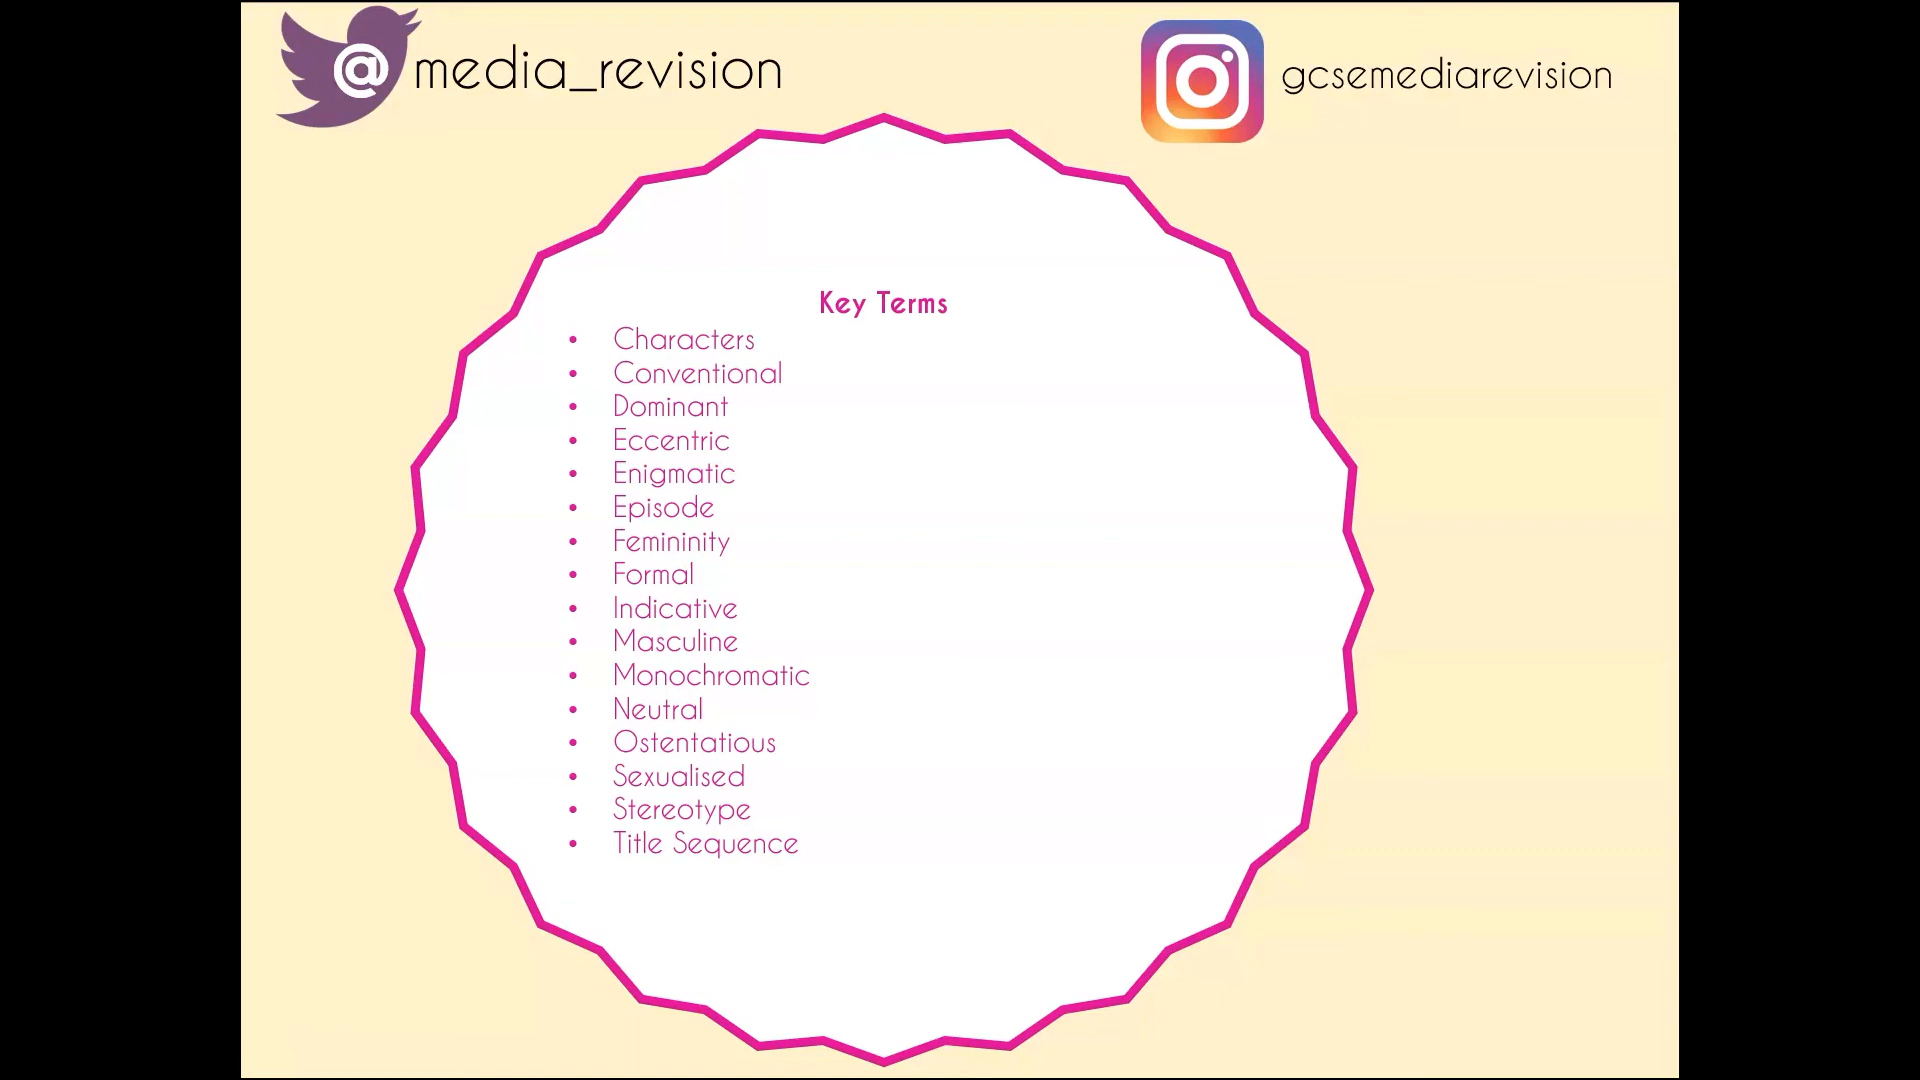 @media_revision
gcsemediarevision
Key Terms
• Characters
• Conventional
• Dominant
• Eccentric
• Enigmatic
• Episode
• Femininity
• Formal
• Indicative
• Masculine
• Monochromatic
• Neutral
• Ostentatious
• Sexualised
• Stereotype
• Title Sequence